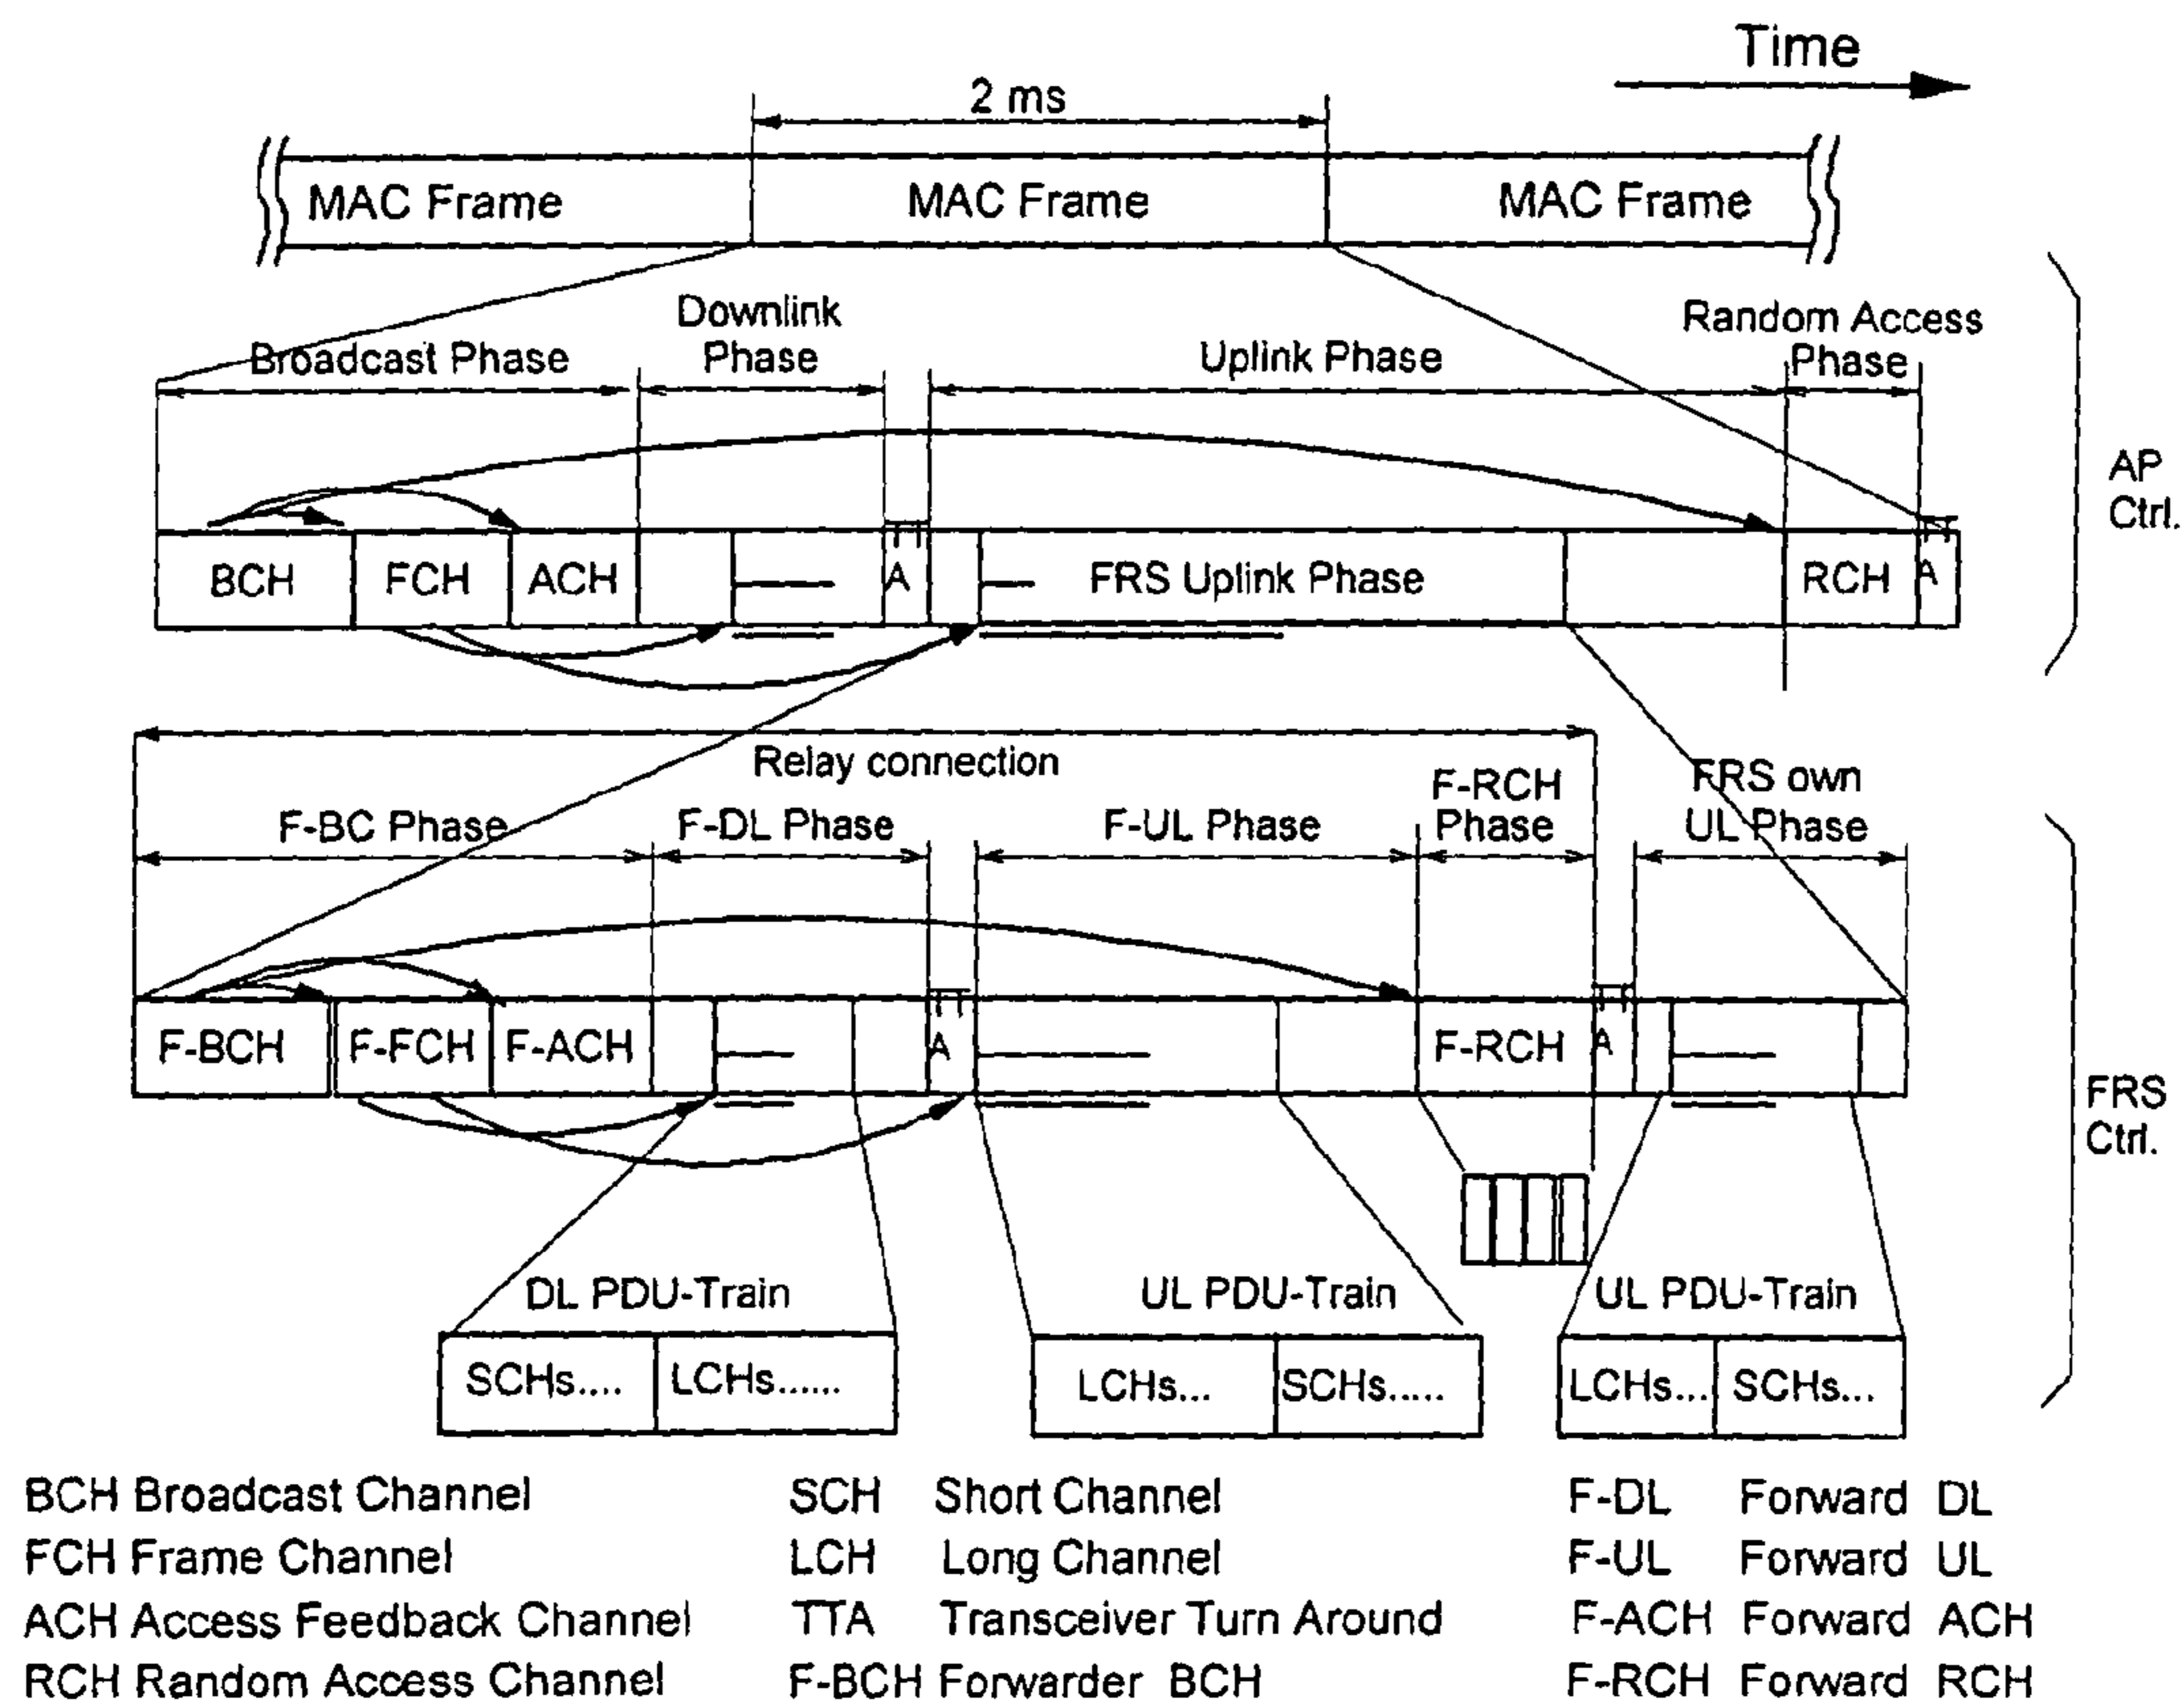 Time
2 ms
MAC Frame MAC Frame MAC Frame
Downlink
Phase
Broadcast Phase
Uplink Phase
Random Access
Phase
AP
Ctrl.
BCH FCH ACH TTA FRS Uplink Phase RCH TTA
Relay connection
F-BC Phase F-DL Phase F-UL Phase
F-RCH
Phase
FRS own
UL Phase
F-BCH F-FCH F-ACH TTA F-RCH TTA
FRS
Ctrl.
DL PDU-Train UL PDU-Train UL PDU-Train
SCHs.... LCHs...... LCHs... SCHs..... LCHs... SCHs...
BCH Broadcast Channel SCH Short Channel F-DL Forward DL
FCH Frame Channel LCH Long Channel F-UL Forward UL
ACH Access Feedback Channel TTA Transceiver Turn Around F-ACH Forward ACH
RCH Random Access Channel F-BCH Forwarder BCH F-RCH Forward RCH